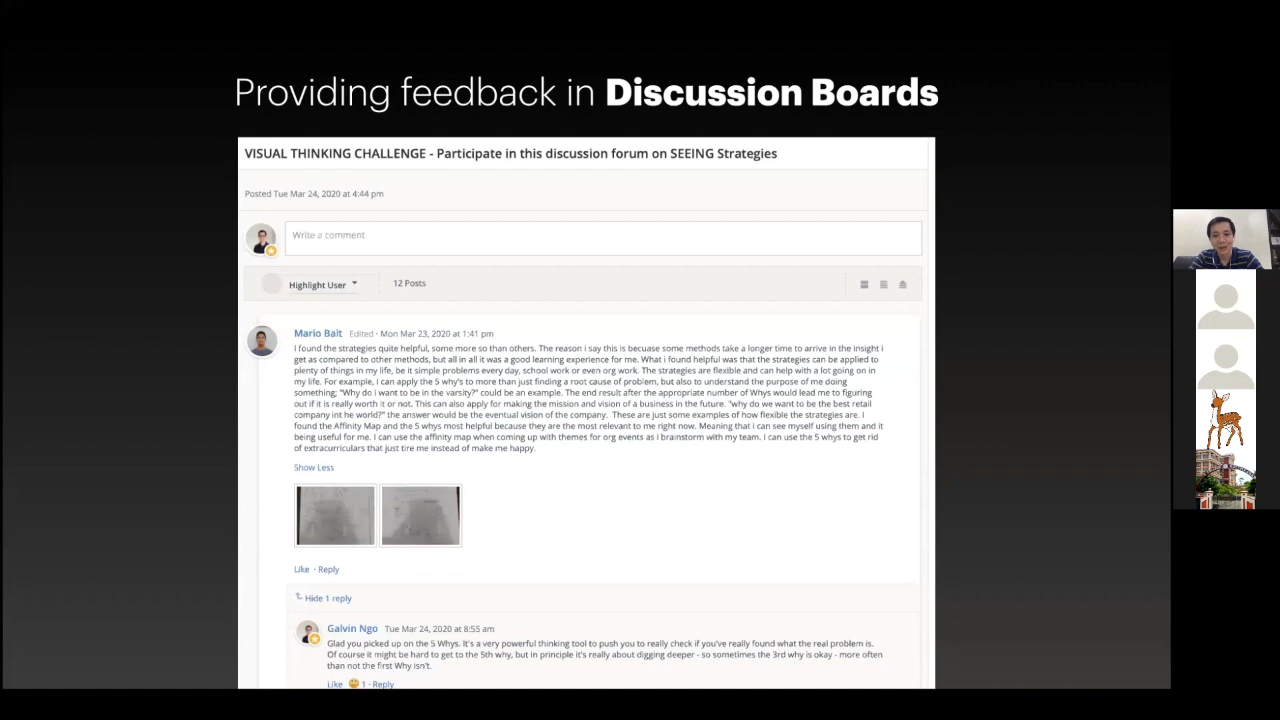 Providing feedback in Discussion Boards
VISUAL THINKING CHALLENGE - Participate in this discussion forum on SEEING Strategies
Posted Tue Mar 24, 2020 at 4:44 pm
Write a comment
Highlight User
12 Posts
Mario Bait Edited · Mon Mar 23, 2020 at 1:41 pm
I found the strategies quite helpful, some more so than others. The reason i say this is becuase some methods take a longer time to arrive in the insight i
get as compared to other methods, but all in all it was a good learning experience for me. What i found helpful was that the strategies can be applied to
plenty of things in my life, be it simple problems every day, school work or even org work. The strategies are flexible and can help with a lot going on in
my life. For example, I can apply the 5 why's to more than just finding a root cause of problem, but also to understand the purpose of me doing
something; "Why do i want to be in the varsity?" could be an example. The end result after the appropriate number of Whys would lead me to figuring
out if it is really worth it or not. This can also apply for making the mission and vision of a business in the future. "why do we want to be the best retail
company int he world?" the answer would be the eventual vision of the company. These are just some examples of how flexible the strategies are. I
found the Affinity Map and the 5 whys most helpful because they are the most relevant to me right now. Meaning that i can see myself using them and it
being useful for me. I can use the affinity map when coming up with themes for org events as i brainstorm with my team. I can use the 5 whys to get rid
of extracurriculars that just tire me instead of make me happy.
Show Less
Like · Reply
Hide 1 reply
Galvin Ngo Tue Mar 24, 2020 at 8:55 am
Glad you picked up on the 5 Whys. It's a very powerful thinking tool to push you to really check if you've really found what the real problem is.
Of course it might be hard to get to the 5th why, but in principle it's really about digging deeper - so sometimes the 3rd why is okay - more often
than not the first Why isn't.
Like 1 · Reply